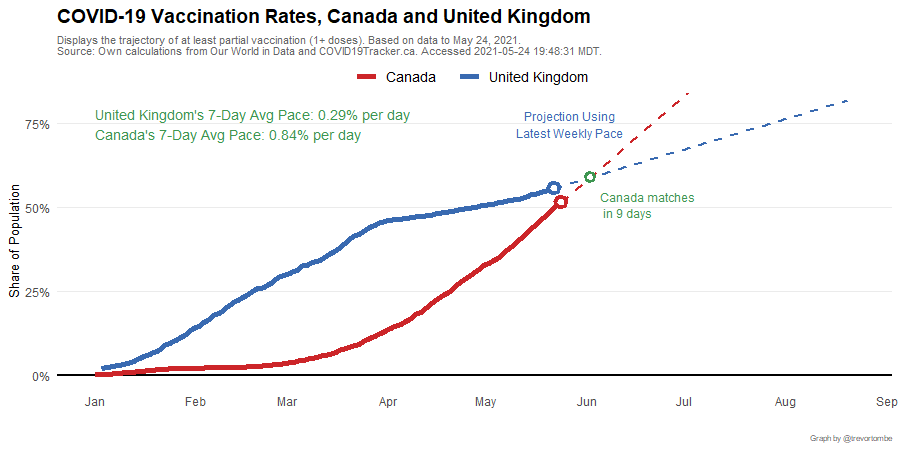 COVID-19 Vaccination Rates, Canada and United Kingdom
Displays the trajectory of at least partial vaccination (1+ doses). Based on data to May 24, 2021.
Source: Own calculations from Our World in Data and COVID19Tracker.ca. Accessed 2021-05-24 19:48:31 MDT.
Canada United Kingdom
United Kingdom's 7-Day Avg Pace: 0.29% per day
Canada's 7-Day Avg Pace: 0.84% per day
Projection Using
Latest Weekly Pace
Canada matches
in 9 days
Share of Population
75%
50%
25%
0%
Jan Feb Mar Apr May Jun Jul Aug Sep
Graph by @trevortombe